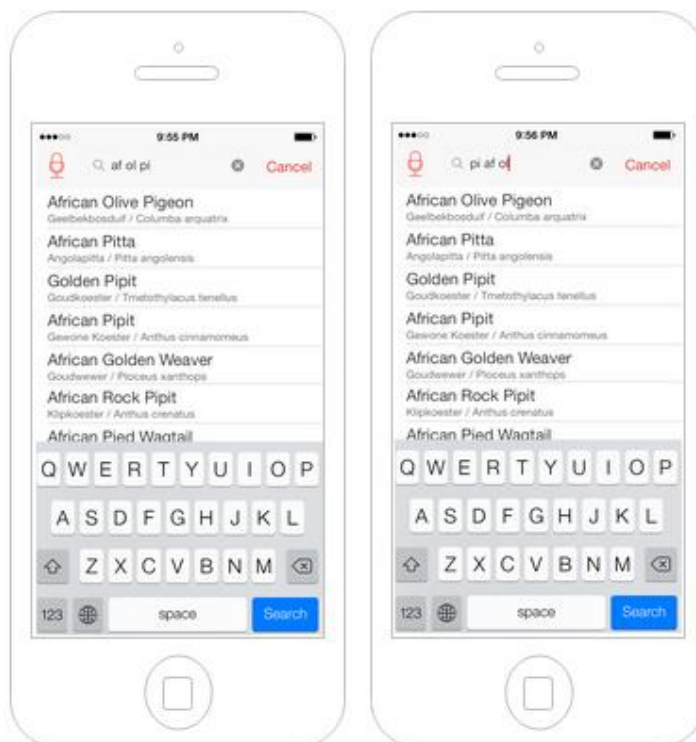 9:55 PM
af ol pi
Cancel
African Olive Pigeon
Geelbekbosduif / Columba arquatrix
African Pitta
Angolapitta / Pitta angolensis
Golden Pipit
Goudkoester / Tmetothylacus tenellus
African Pipit
Gewone Koester / Anthus cinnamomeus
African Golden Weaver
Goudwewer / Ploceus xanthops
African Rock Pipit
Klipkoester / Anthus crenatus
African Pied Wagtail
Q W E R T Y U I O P
A S D F G H J K L
Z X C V B N M
123 space Search
9:56 PM
pi af ol
Cancel
African Olive Pigeon
Geelbekbosduif / Columba arquatrix
African Pitta
Angolapitta / Pitta angolensis
Golden Pipit
Goudkoester / Tmetothylacus tenellus
African Pipit
Gewone Koester / Anthus cinnamomeus
African Golden Weaver
Goudwewer / Ploceus xanthops
African Rock Pipit
Klipkoester / Anthus crenatus
African Pied Wagtail
Q W E R T Y U I O P
A S D F G H J K L
Z X C V B N M
123 space Search